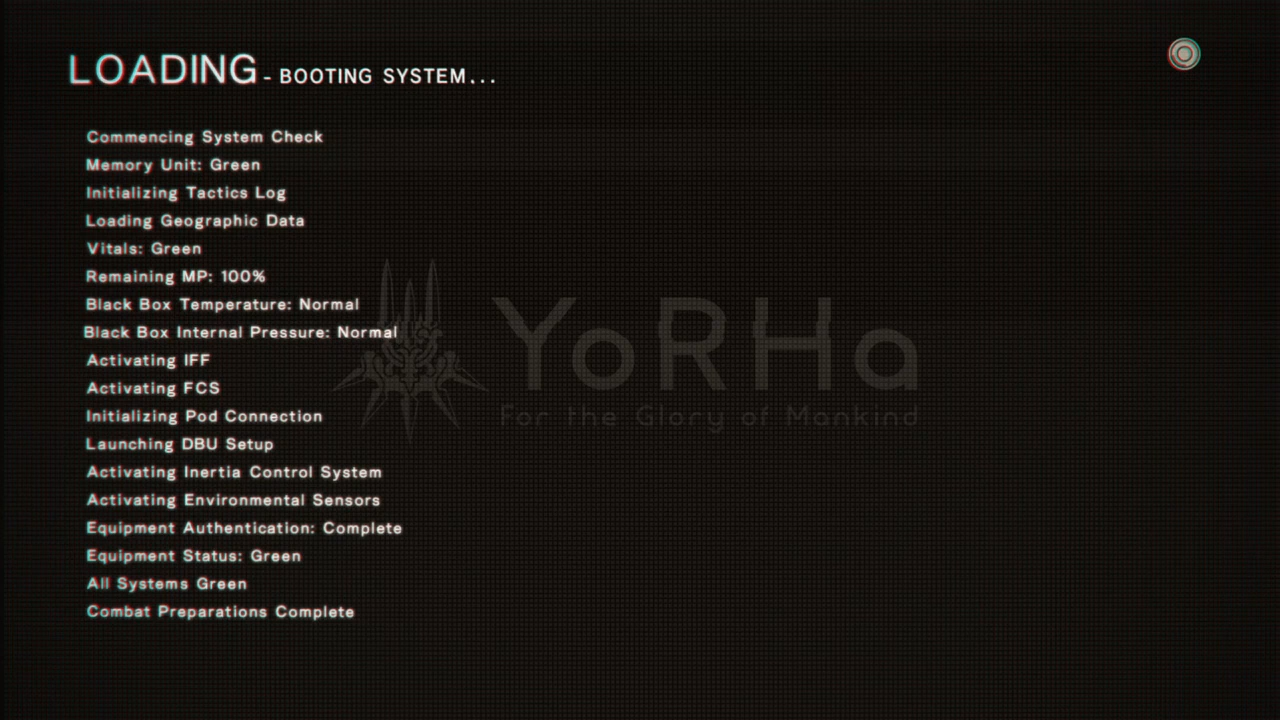 LOADING - BOOTING SYSTEM...
Commencing System Check
Memory Unit: Green
Initializing Tactics Log
Loading Geographic Data
Vitals: Green
Remaining MP: 100%
Black Box Temperature: Normal
Black Box Internal Pressure: Normal
Activating IFF
Activating FCS
Initializing Pod Connection
Launching DBU Setup
Activating Inertia Control System
Activating Environmental Sensors
Equipment Authentication: Complete
Equipment Status: Green
All Systems Green
Combat Preparations Complete
YoRHa
For the Glory of Mankind